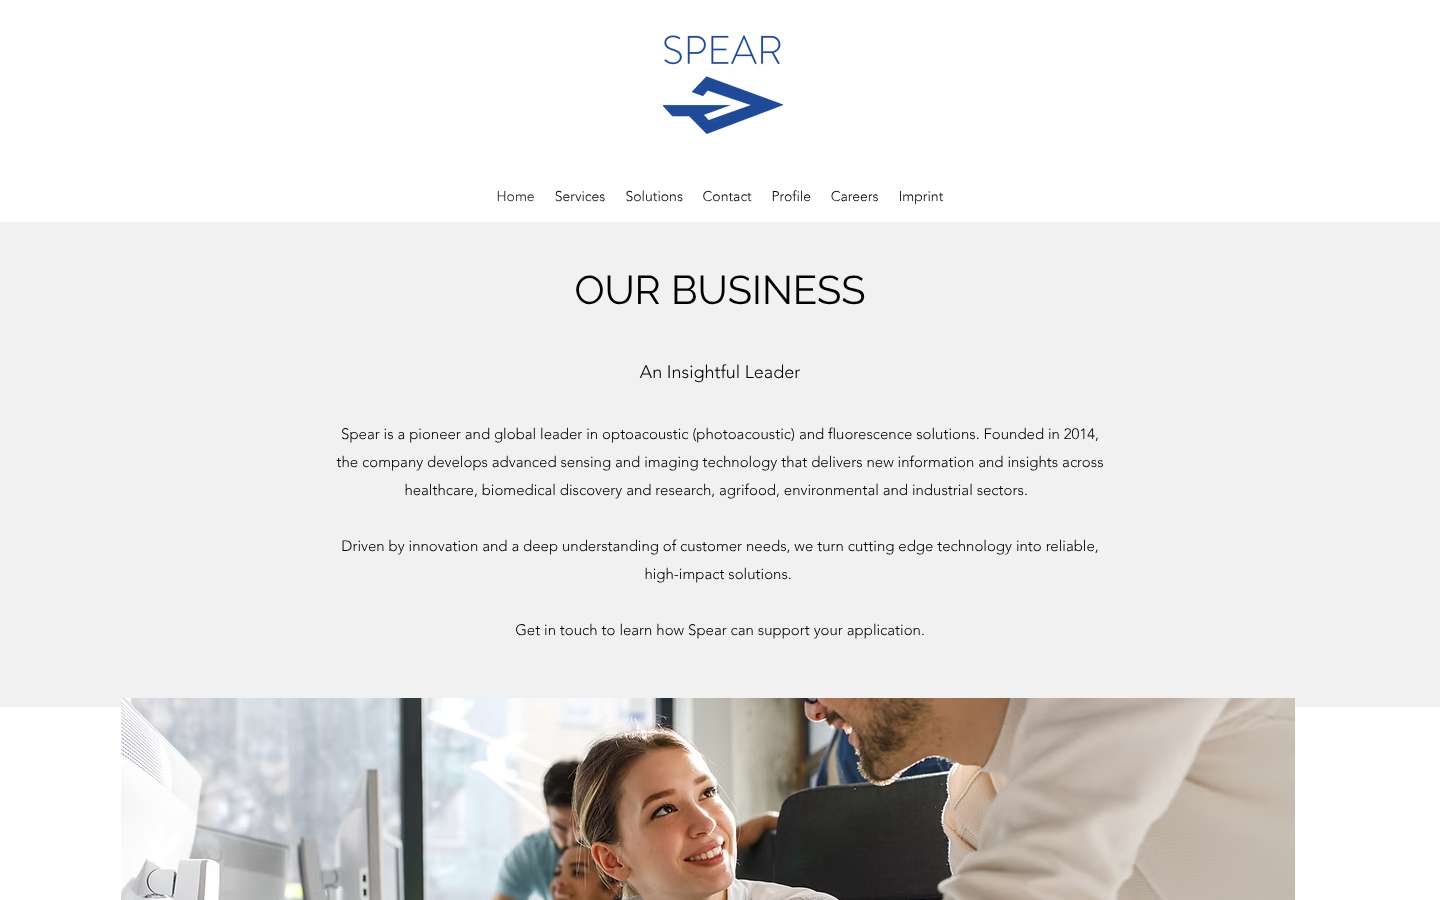 SPEAR
Home Services Solutions Contact Profile Careers Imprint
OUR BUSINESS
An Insightful Leader
Spear is a pioneer and global leader in optoacoustic (photoacoustic) and fluorescence solutions. Founded in 2014,
the company develops advanced sensing and imaging technology that delivers new information and insights across
healthcare, biomedical discovery and research, agrifood, environmental and industrial sectors.
Driven by innovation and a deep understanding of customer needs, we turn cutting edge technology into reliable,
high-impact solutions.
Get in touch to learn how Spear can support your application.